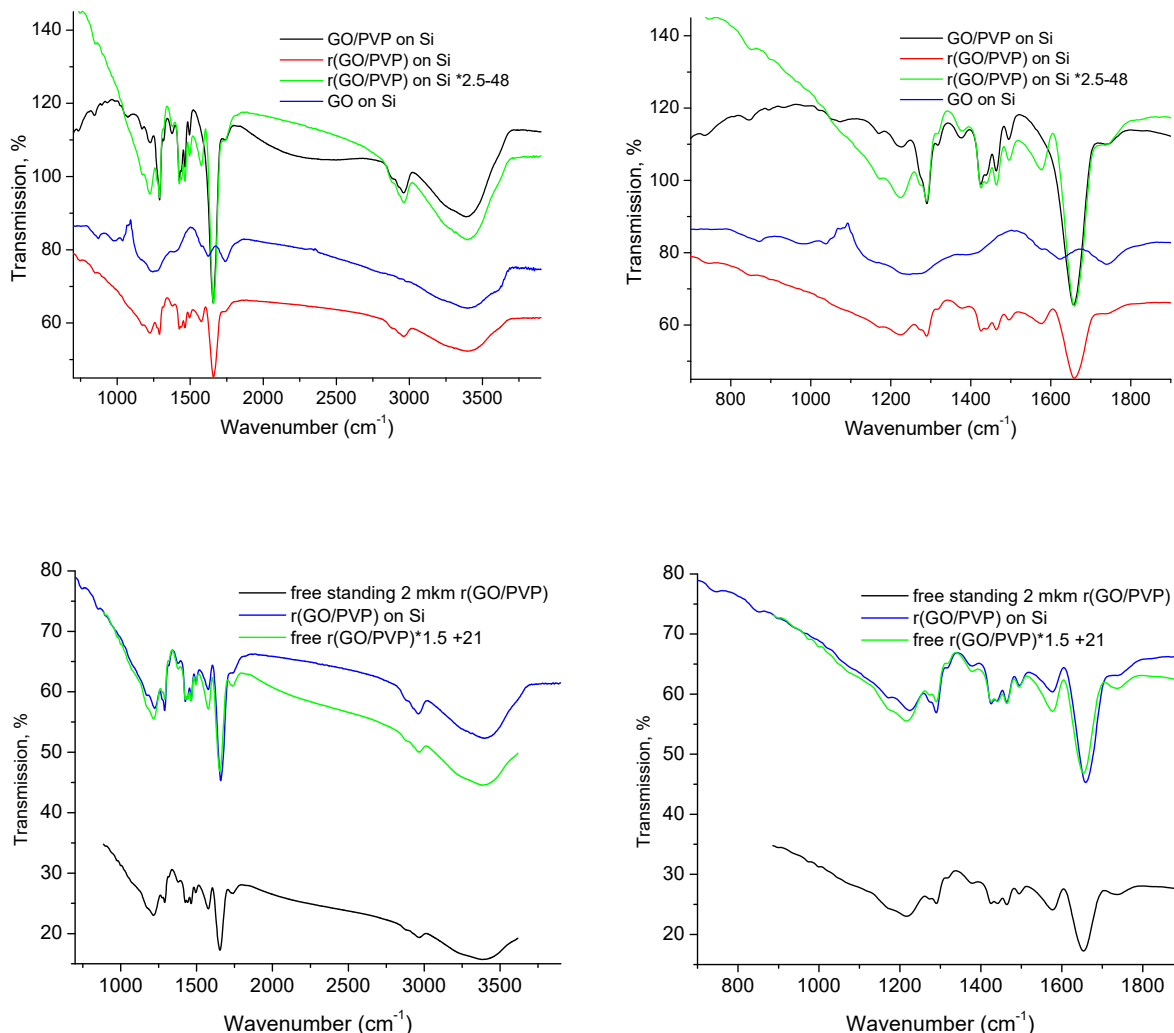 GO/PVP on Si
r(GO/PVP) on Si
r(GO/PVP) on Si *2.5-48
GO on Si
140
120
100
80
60
Transmission, %
1000 1500 2000 2500 3000 3500
Wavenumber (cm-1)
GO/PVP on Si
r(GO/PVP) on Si
r(GO/PVP) on Si *2.5-48
GO on Si
140
120
100
80
60
Transmission, %
800 1000 1200 1400 1600 1800
Wavenumber (cm-1)
free standing 2 mkm r(GO/PVP)
r(GO/PVP) on Si
free r(GO/PVP)*1.5 +21
80
70
60
50
40
30
20
Transmission, %
1000 1500 2000 2500 3000 3500
Wavenumber (cm-1)
free standing 2 mkm r(GO/PVP)
r(GO/PVP) on Si
free r(GO/PVP)*1.5 +21
80
70
60
50
40
30
20
Transmission, %
800 1000 1200 1400 1600 1800
Wavenumber (cm-1)